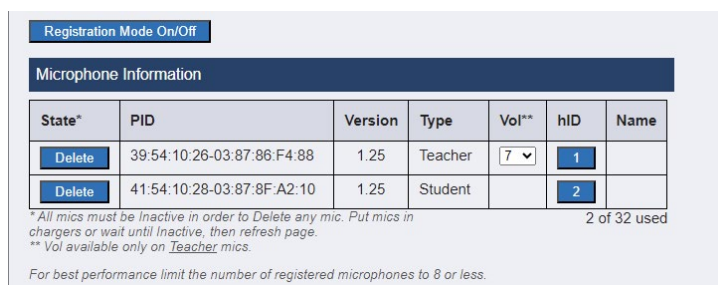 Registration Mode On/Off
Microphone Information
State* PID Version Type Vol** hID Name
Delete 39:54:10:26-03:87:86:F4:88 1.25 Teacher 7 1
Delete 41:54:10:28-03:87:8F:A2:10 1.25 Student 2
* All mics must be Inactive in order to Delete any mic. Put mics in
chargers or wait until Inactive, then refresh page.
** Vol available only on Teacher mics.
2 of 32 used
For best performance limit the number of registered microphones to 8 or less.